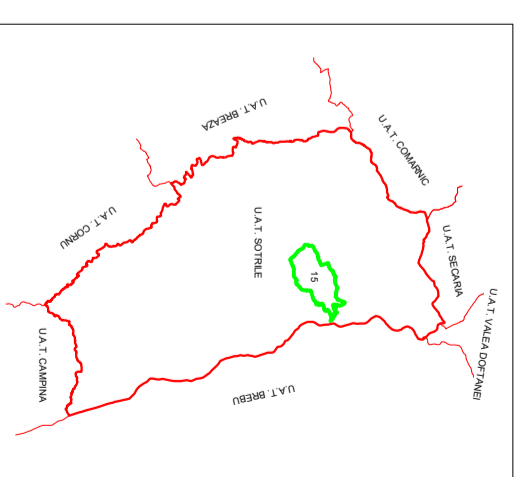 U.A.T. BREAZA
U.A.T. COMARNIC
U.A.T. SECARIA
U.A.T. VALEA DOFTANEI
U.A.T. CORNU
U.A.T. SOTRILE
15
U.A.T. CAMPINA
U.A.T. BREBU